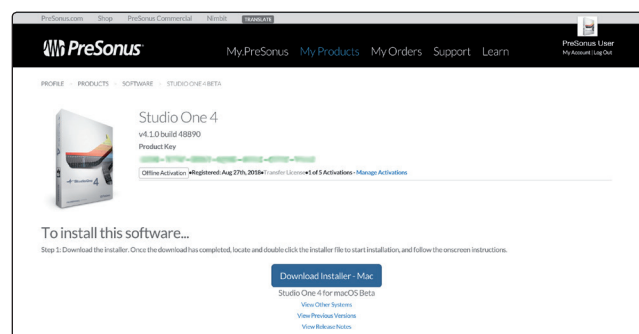 PreSonus.com Shop PreSonus Commercial Nimbit TRANSLATE
PreSonus My.PreSonus My Products My Orders Support Learn
PreSonus User
My Account | Log Out
PROFILE PRODUCTS SOFTWARE STUDIO ONE 4 BETA
Studio One 4
v4.1.0 build 48890
Product Key
Offline Activation •Registered: Aug 27th, 2018•Transfer License•1 of 5 Activations - Manage Activations
To install this software...
Step 1: Download the installer. Once the download has completed, locate and double click the installer file to start installation, and follow the onscreen instructions.
Download Installer - Mac
Studio One 4 for macOS Beta
View Other Systems
View Previous Versions
View Release Notes